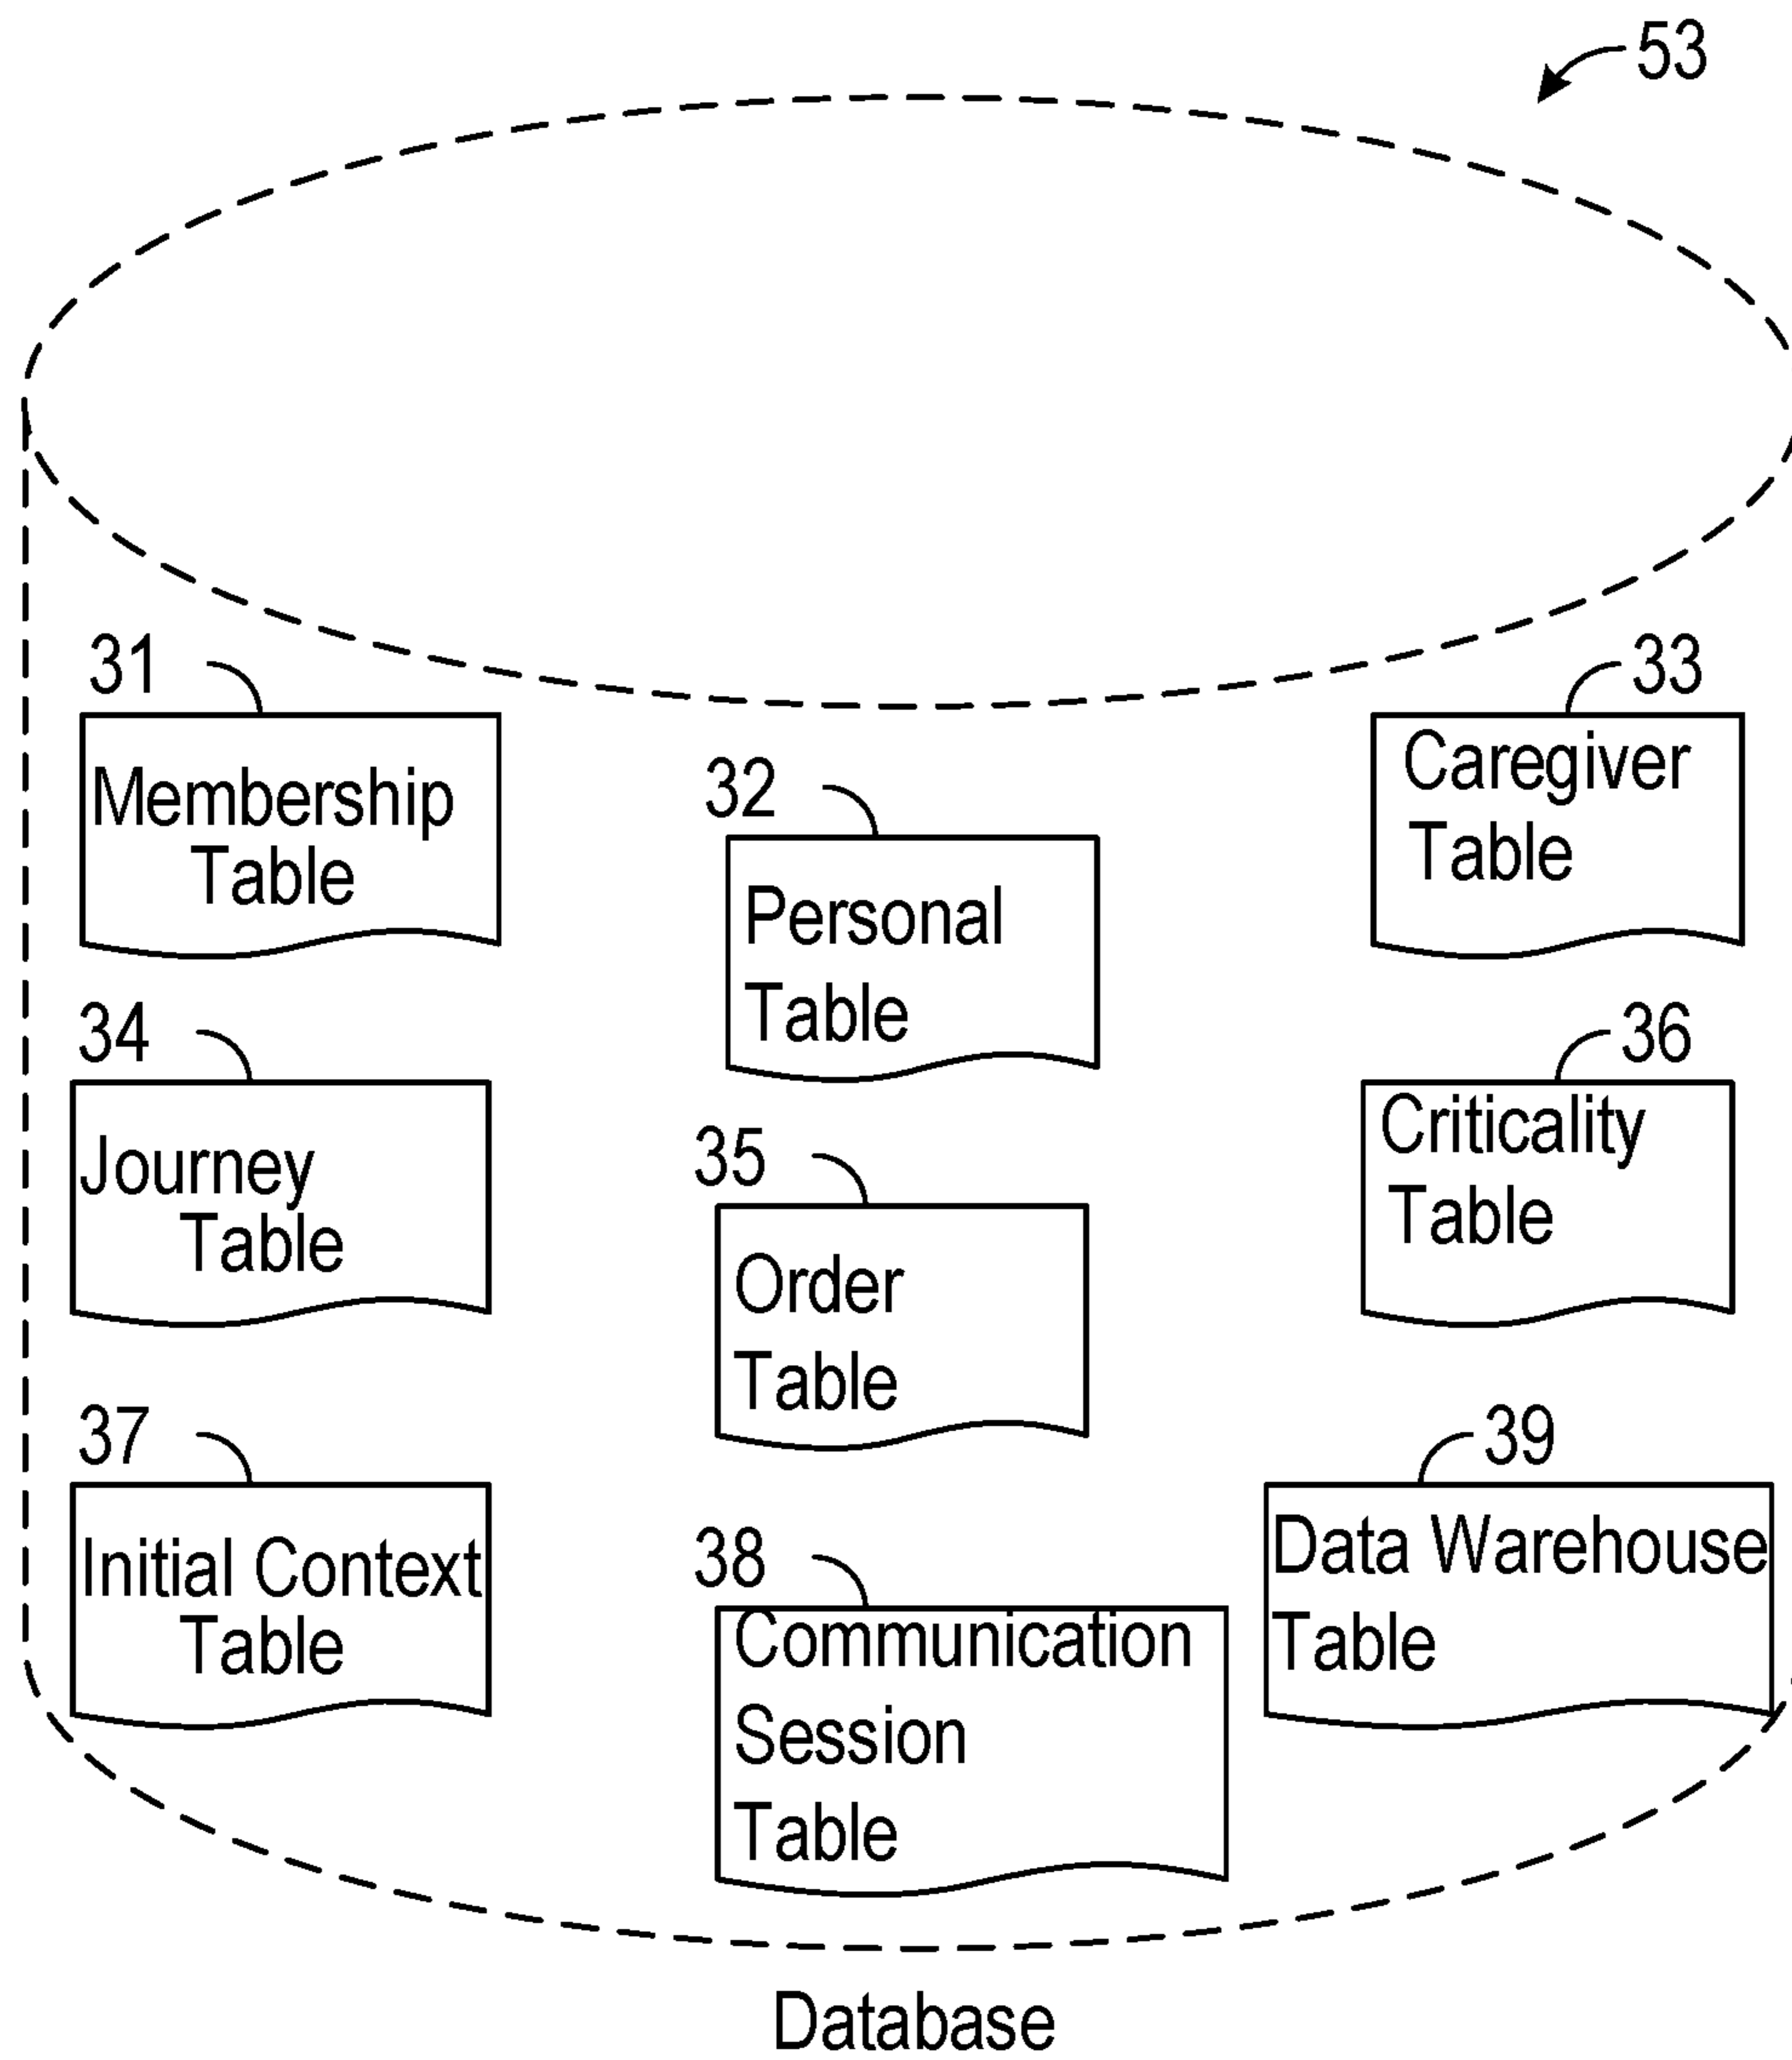 53
31
Membership
Table
32
Personal
Table
33
Caregiver
Table
34
Journey
Table
35
Order
Table
36
Criticality
Table
37
Initial Context
Table
38
Communication
Session
Table
39
Data Warehouse
Table
Database